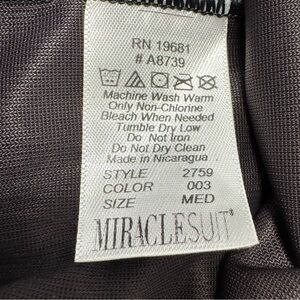 RN 19681
# A8739
Machine Wash Warm
Only Non-Chlorine
Bleach When Needed
Tumble Dry Low
Do Not Iron
Do Not Dry Clean
Made in Nicaragua
STYLE 2759
COLOR 003
SIZE MED
MIRACLESUIT®